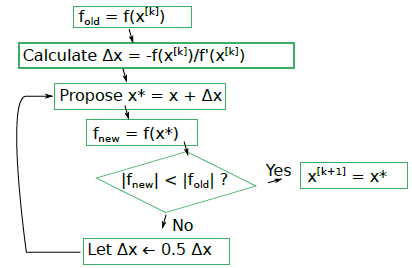 f_old = f(x^[k])
Calculate Δx = -f(x^[k])/f'(x^[k])
Propose x* = x + Δx
f_new = f(x*)
|f_new| < |f_old| ?
Yes
x^[k+1] = x*
No
Let Δx ← 0.5 Δx